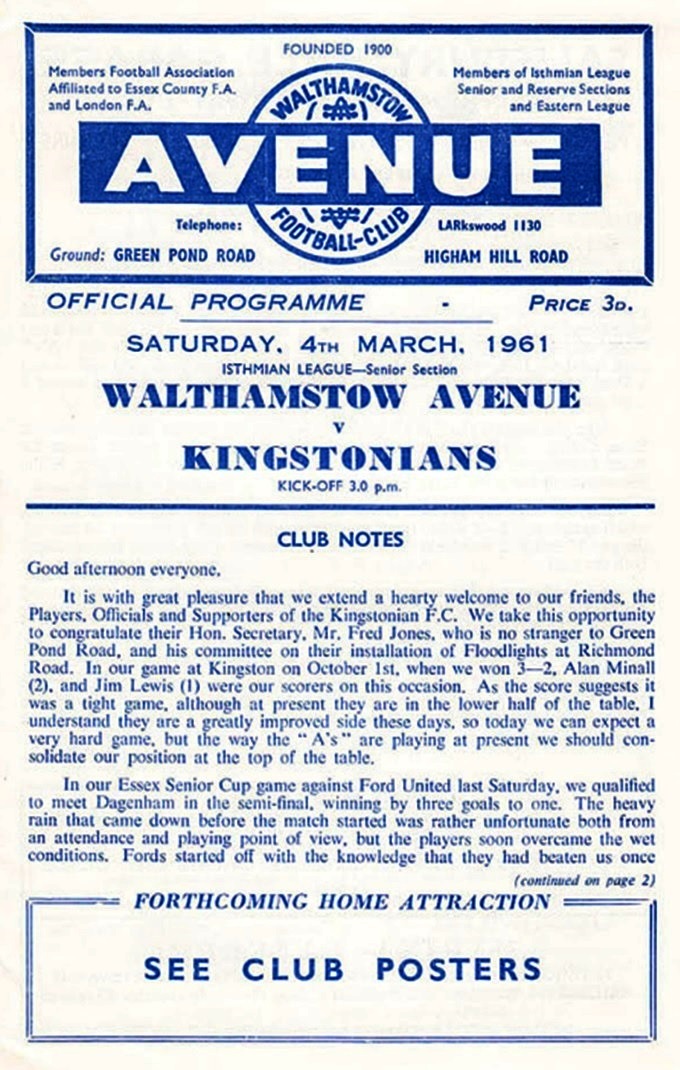 FOUNDED 1900
Members Football Association
Affiliated to Essex County F.A.
and London F.A.
Members of Isthmian League
Senior and Reserve Sections
and Eastern League
WALTHAMSTOW
AVENUE
FOOTBALL-CLUB
Telephone:
LARkswood 1130
Ground: GREEN POND ROAD
HIGHAM HILL ROAD
OFFICIAL PROGRAMME - PRICE 3D.
SATURDAY, 4TH MARCH, 1961
ISTHMIAN LEAGUE—Senior Section
WALTHAMSTOW AVENUE
v
KINGSTONIANS
KICK-OFF 3.0 p.m.
CLUB NOTES
Good afternoon everyone,
It is with great pleasure that we extend a hearty welcome to our friends, the
Players, Officials and Supporters of the Kingstonian F.C. We take this opportunity
to congratulate their Hon. Secretary, Mr. Fred Jones, who is no stranger to Green
Pond Road, and his committee on their installation of Floodlights at Richmond
Road. In our game at Kingston on October 1st, when we won 3—2, Alan Minall
(2), and Jim Lewis (1) were our scorers on this occasion. As the score suggests it
was a tight game, although at present they are in the lower half of the table, I
understand they are a greatly improved side these days, so today we can expect a
very hard game, but the way the "A's" are playing at present we should con-
solidate our position at the top of the table.
In our Essex Senior Cup game against Ford United last Saturday, we qualified
to meet Dagenham in the semi-final, winning by three goals to one. The heavy
rain that came down before the match started was rather unfortunate both from
an attendance and playing point of view, but the players soon overcame the wet
conditions. Fords started off with the knowledge that they had beaten us once
(continued on page 2)
FORTHCOMING HOME ATTRACTION
SEE CLUB POSTERS